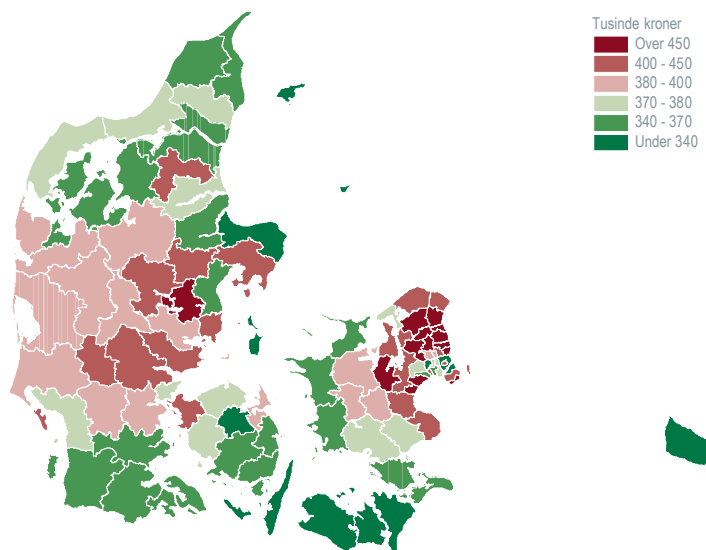 Tusinde kroner
Over 450
400 - 450
380 - 400
370 - 380
340 - 370
Under 340